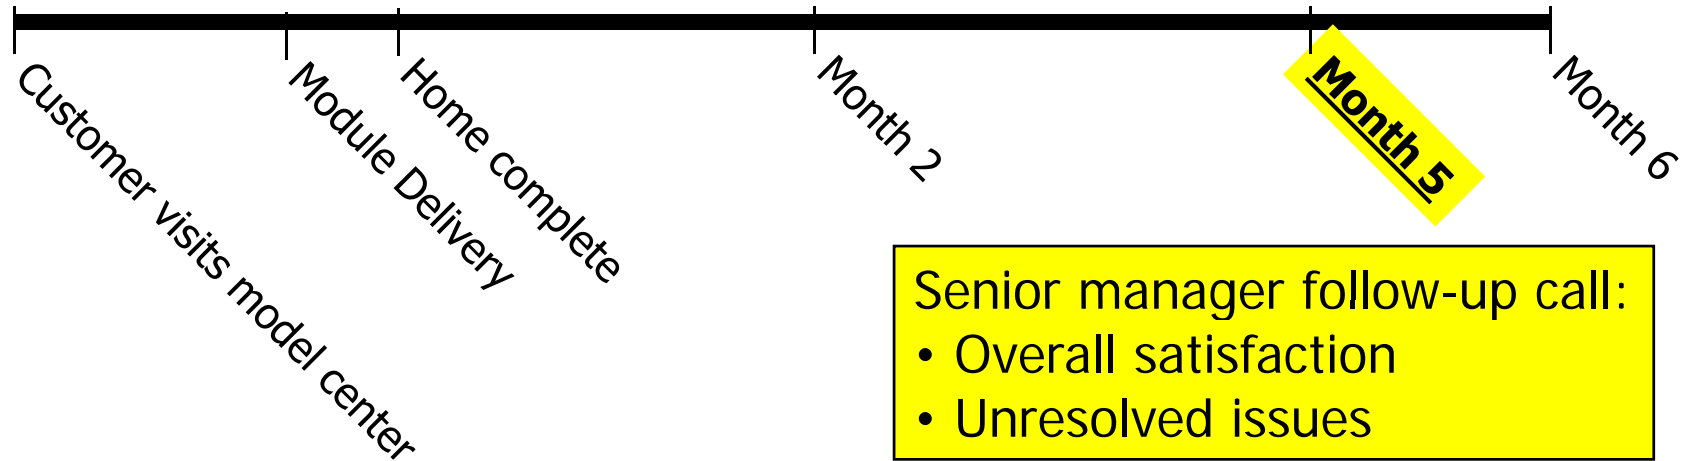 Customer visits model center
Module Delivery
Home complete
Month 2
Month 5
Month 6
Senior manager follow-up call:
• Overall satisfaction
• Unresolved issues